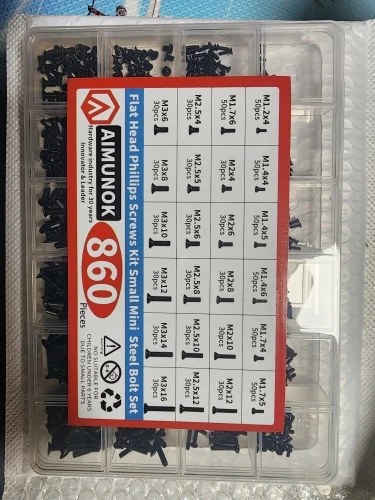 M1.2x4 M1.4x4 M1.4x5 M1.4x6 M1.7x4 M1.7x5
50pcs 50pcs 50pcs 50pcs 50pcs 50pcs
M1.7x6 M2x4 M2x6 M2x8 M2x10 M2x12
50pcs 30pcs 30pcs 30pcs 30pcs 30pcs
M2.5x4 M2.5x5 M2.5x6 M2.5x8 M2.5x10 M2.5x12
30pcs 30pcs 30pcs 30pcs 30pcs 30pcs
M3x6 M3x8 M3x10 M3x12 M3x14 M3x16
30pcs 30pcs 30pcs 30pcs 30pcs 30pcs
Flat Head Phillips Screws Kit Small Mini Steel Bolt Set
AIMUNOK
Hardware industry for 30 years
Innovator & Leader
860
Pieces
NO SUITABLE FOR
CHILDREN UNDER 6 YEARS
DUE TO SMALL PARTS